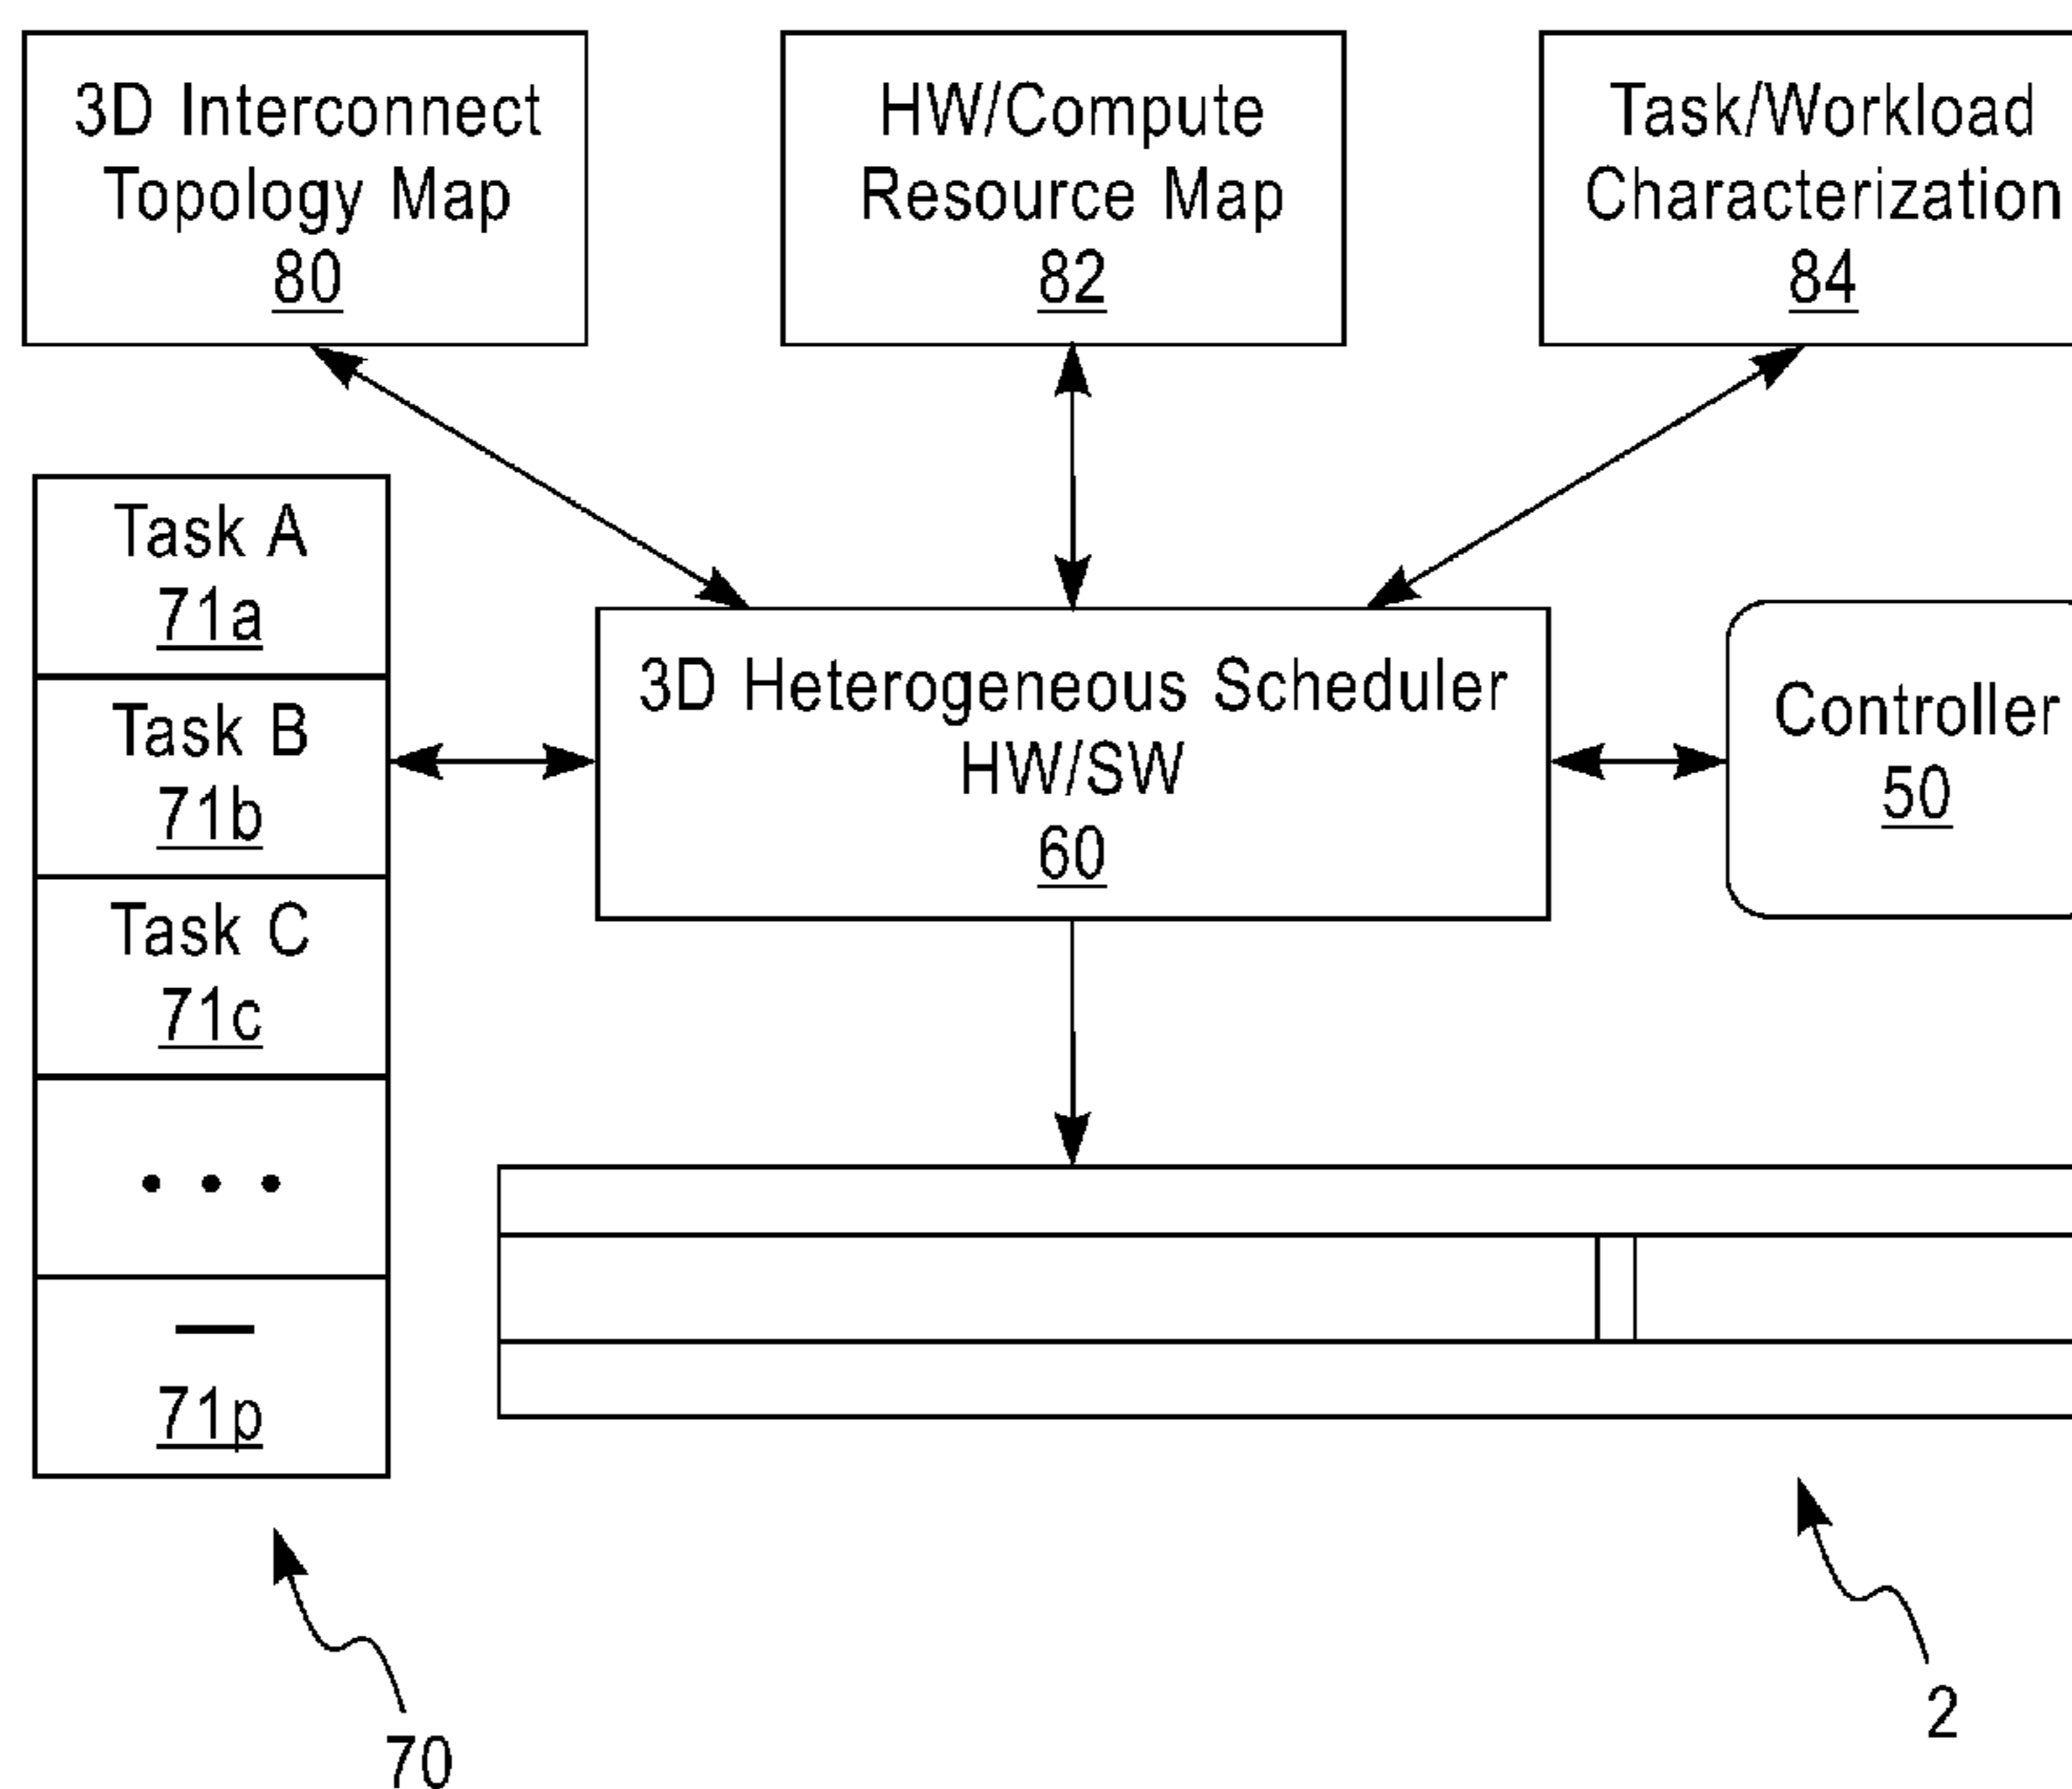 3D Interconnect
Topology Map
80
HW/Compute
Resource Map
82
Task/Workload
Characterization
84
Task A
71a
Task B
71b
Task C
71c
• • •
—
71p
3D Heterogeneous Scheduler
HW/SW
60
Controller
50
70
2